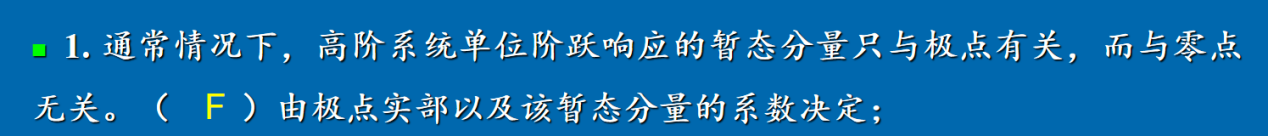 1. 通常情况下，高阶系统单位阶跃响应的暂态分量只与极点有关，而与零点
无关。（ F ）由极点实部以及该暂态分量的系数决定；